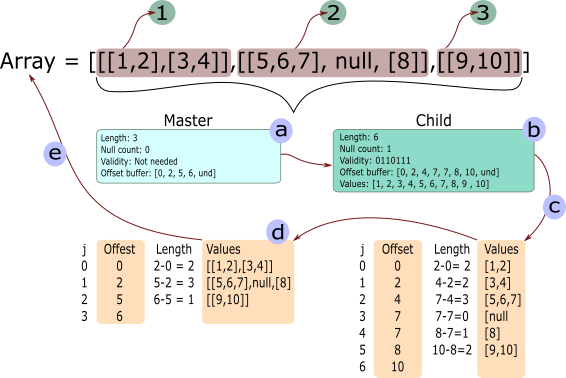 1 2 3
Array = [[[1,2],[3,4]],[[5,6,7], null, [8]],[[9,10]]]
Master
a
Length: 3
Null count: 0
Validity: Not needed
Offset buffer: [0, 2, 5, 6, und]
Child
b
Length: 6
Null count: 1
Validity: 0110111
Offset buffer: [0, 2, 4, 7, 7, 8, 10, und]
Values: [1, 2, 3, 4, 5, 6, 7, 8, 9 , 10]
e
c
d
j Offest Length Values
0 0 2-0 = 2 [[1,2],[3,4]]
1 2 5-2 = 3 [[5,6,7],null,[8]
2 5 6-5 = 1 [[9,10]]
3 6
j Offset Length Values
0 0 2-0= 2 [1,2]
1 2 4-2=2 [3,4]
2 4 7-4=3 [5,6,7]
3 7 7-7=0 [null
4 7 8-7=1 [8]
5 8 10-8=2 [9,10]
6 10